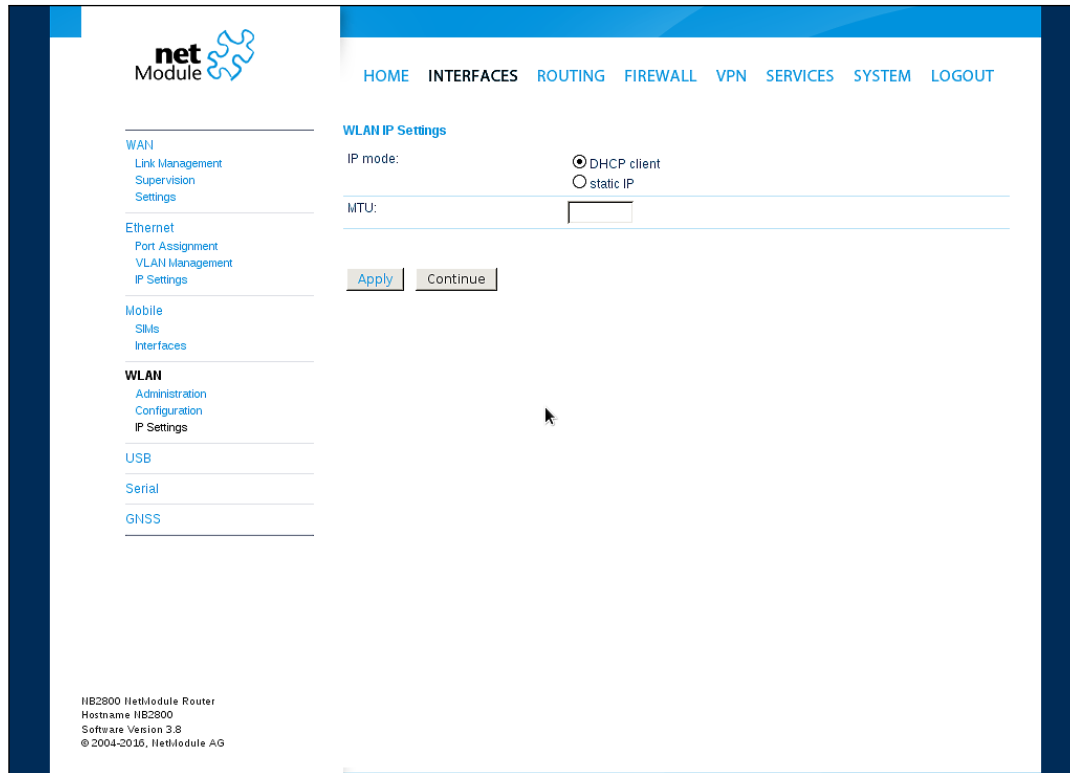 net
Module
HOME INTERFACES ROUTING FIREWALL VPN SERVICES SYSTEM LOGOUT
WAN
Link Management
Supervision
Settings
Ethernet
Port Assignment
VLAN Management
IP Settings
Mobile
SIMs
Interfaces
WLAN
Administration
Configuration
IP Settings
USB
Serial
GNSS
WLAN IP Settings
IP mode:
DHCP client
static IP
MTU:
Apply Continue
NB2800 NetModule Router
Hostname NB2800
Software Version 3.8
© 2004-2016, NetModule AG